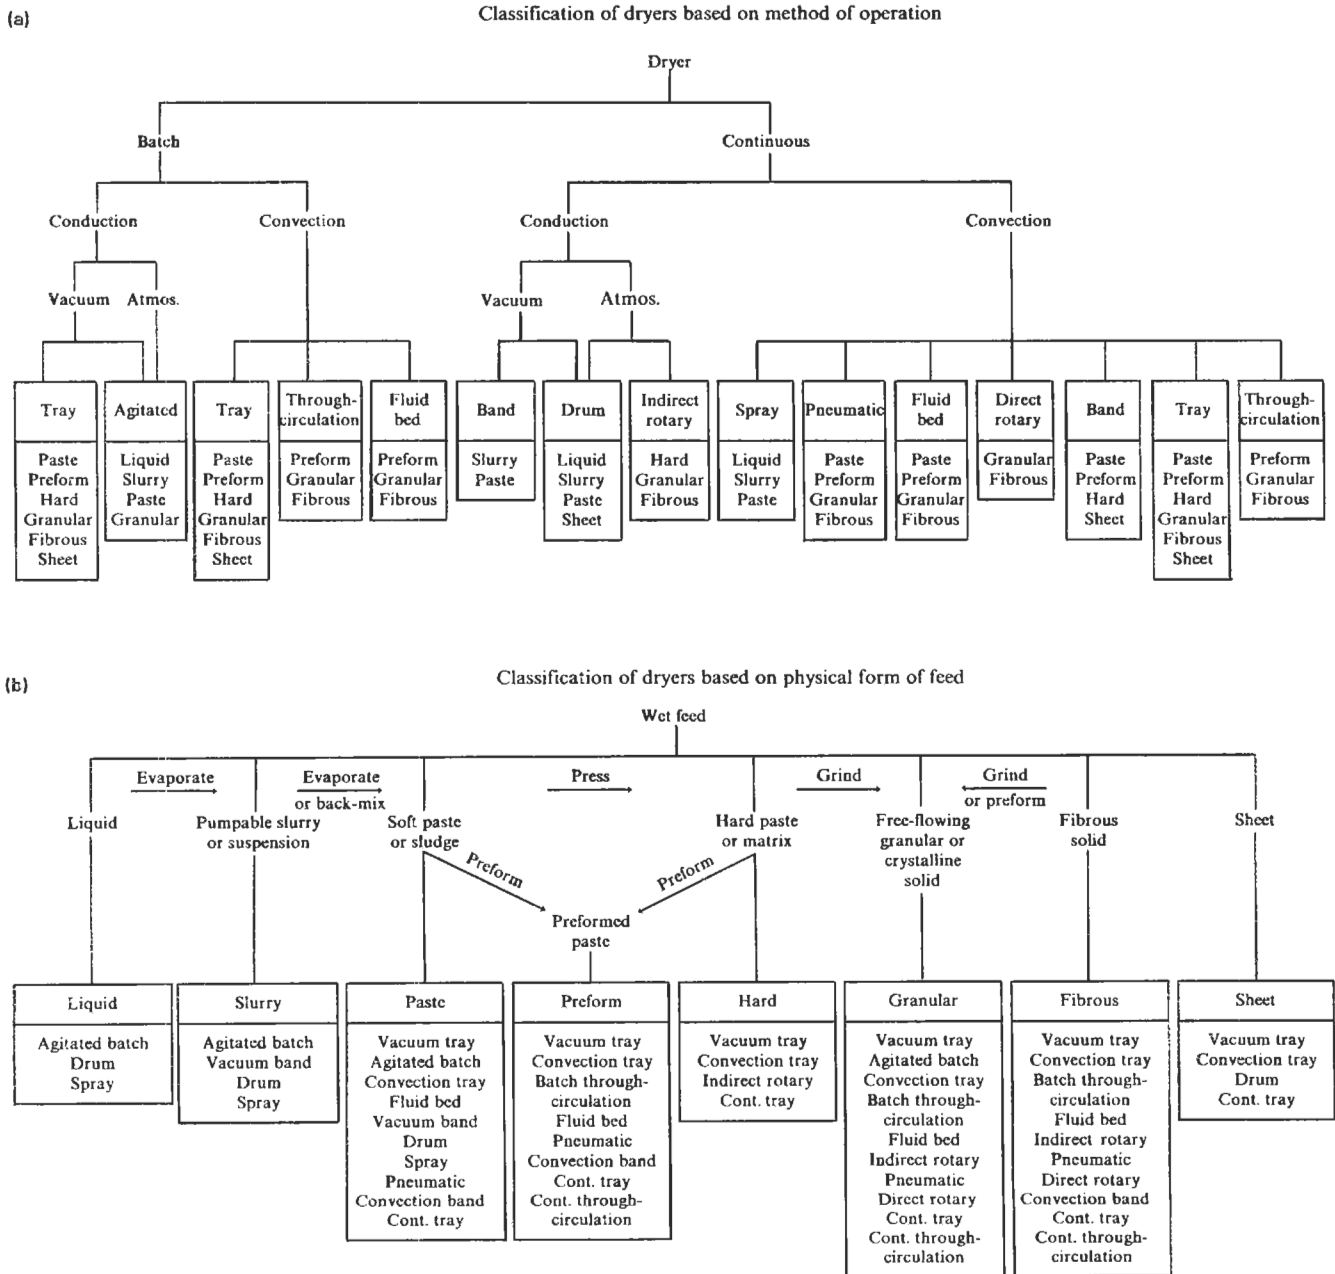 (a)
Classification of dryers based on method of operation
Dryer
Batch
Continuous
Conduction
Convection
Conduction
Convection
Vacuum
Atmos.
Vacuum
Atmos.
Tray
Paste
Preform
Hard
Granular
Fibrous
Sheet
Agitated
Liquid
Slurry
Paste
Granular
Tray
Paste
Preform
Hard
Granular
Fibrous
Sheet
Through-
circulation
Preform
Granular
Fibrous
Fluid
bed
Preform
Granular
Fibrous
Band
Slurry
Paste
Drum
Liquid
Slurry
Paste
Sheet
Indirect
rotary
Hard
Granular
Fibrous
Spray
Liquid
Slurry
Paste
Pneumatic
Paste
Preform
Granular
Fibrous
Fluid
bed
Paste
Preform
Granular
Fibrous
Direct
rotary
Granular
Fibrous
Band
Paste
Preform
Hard
Sheet
Tray
Paste
Preform
Hard
Granular
Fibrous
Sheet
Through-
circulation
Preform
Granular
Fibrous
(b)
Classification of dryers based on physical form of feed
Wet feed
Evaporate
Evaporate
or back-mix
Press
Grind
Grind
or preform
Liquid
Pumpable slurry
or suspension
Soft paste
or sludge
Hard paste
or matrix
Free-flowing
granular or
crystalline
solid
Fibrous
solid
Sheet
Preform
Preform
Preformed
paste
Liquid
Agitated batch
Drum
Spray
Slurry
Agitated batch
Vacuum band
Drum
Spray
Paste
Vacuum tray
Agitated batch
Convection tray
Fluid bed
Vacuum band
Drum
Spray
Pneumatic
Convection band
Cont. tray
Preform
Vacuum tray
Convection tray
Batch through-
circulation
Fluid bed
Pneumatic
Convection band
Cont. tray
Cont. through-
circulation
Hard
Vacuum tray
Convection tray
Indirect rotary
Cont. tray
Granular
Vacuum tray
Agitated batch
Convection tray
Batch through-
circulation
Fluid bed
Indirect rotary
Pneumatic
Direct rotary
Cont. tray
Cont. through-
circulation
Fibrous
Vacuum tray
Convection tray
Batch through-
circulation
Fluid bed
Indirect rotary
Pneumatic
Direct rotary
Convection band
Cont. tray
Cont. through-
circulation
Sheet
Vacuum tray
Convection tray
Drum
Cont. tray